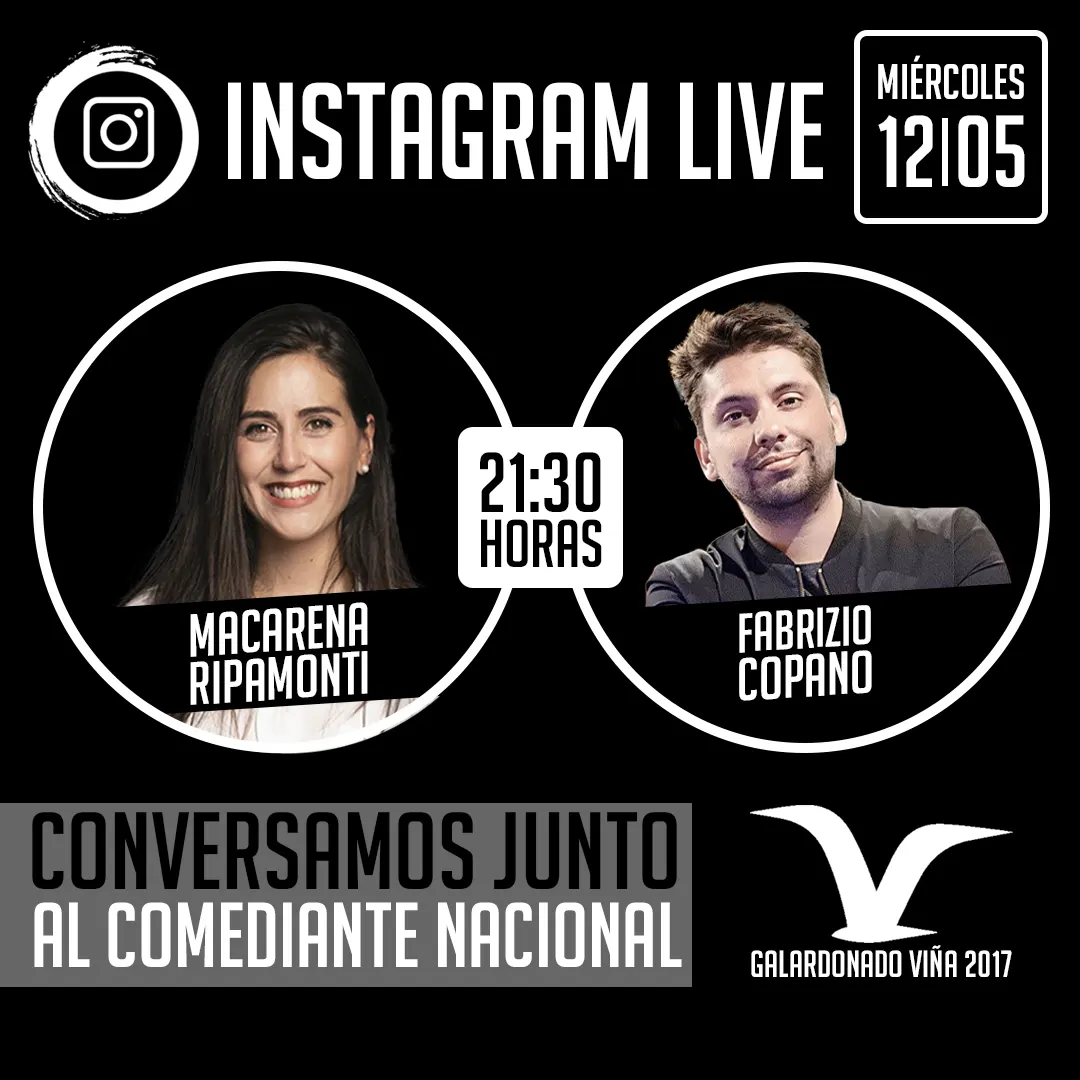 INSTAGRAM LIVE
MIÉRCOLES
12|05
21:30
HORAS
MACARENA
RIPAMONTI
FABRIZIO
COPANO
CONVERSAMOS JUNTO
AL COMEDIANTE NACIONAL
GALARDONADO VIÑA 2017